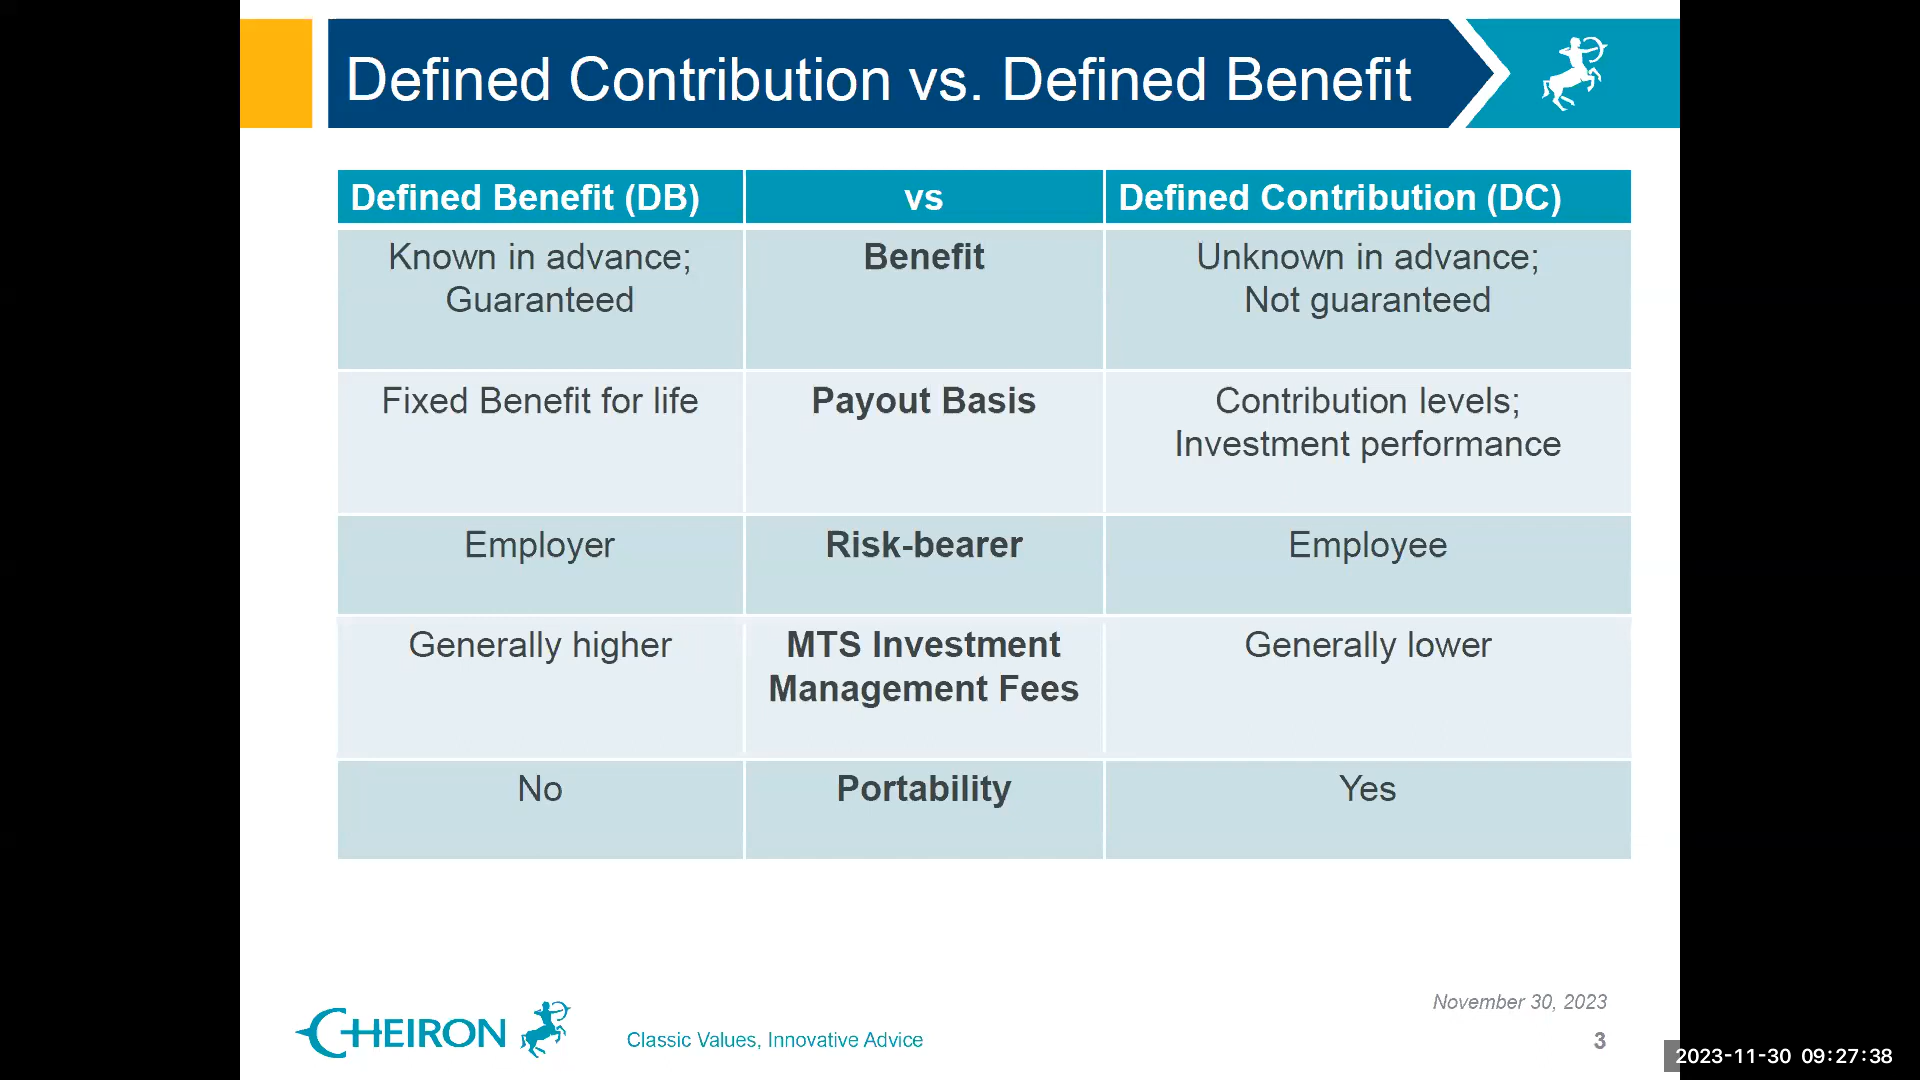 Defined Contribution vs. Defined Benefit
Defined Benefit (DB) vs Defined Contribution (DC)
Known in advance; Benefit Unknown in advance;
Guaranteed Not guaranteed
Fixed Benefit for life Payout Basis Contribution levels;
Investment performance
Employer Risk-bearer Employee
Generally higher MTS Investment Generally lower
Management Fees
No Portability Yes
November 30, 2023
CHEIRON Classic Values, Innovative Advice 3
2023-11-30 09:27:38